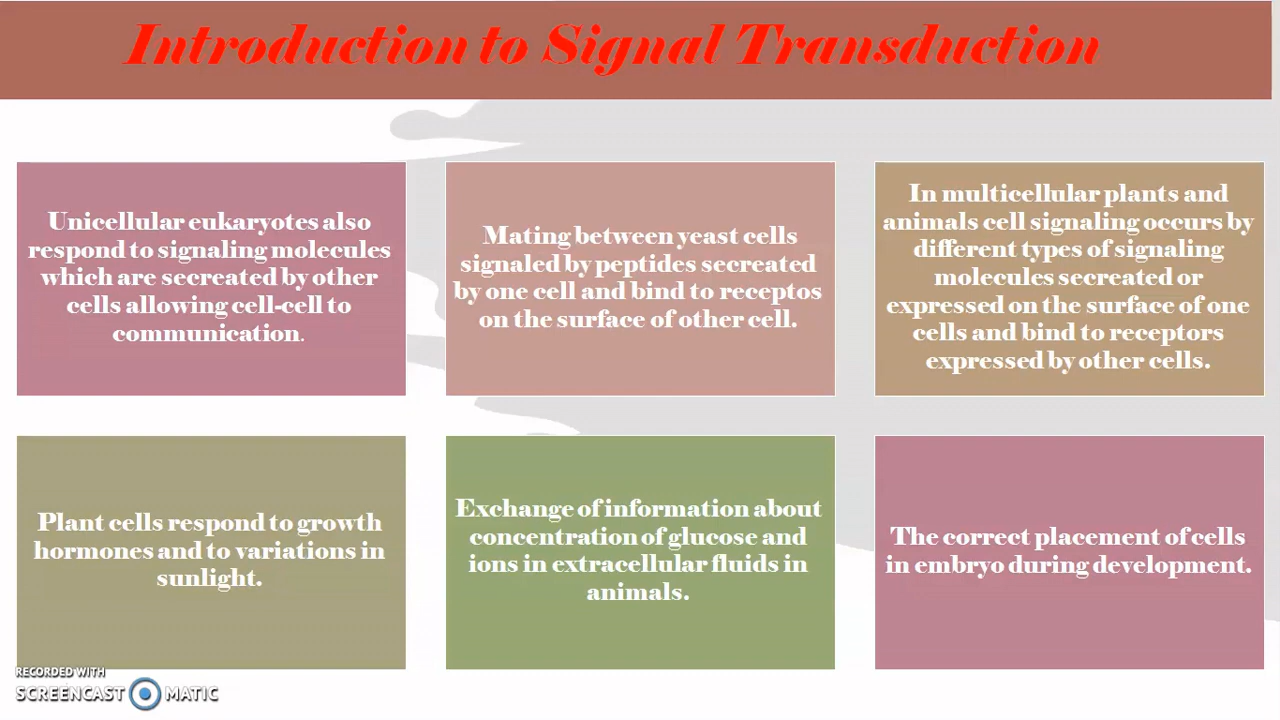 Introduction to Signal Transduction
Unicellular eukaryotes also
respond to signaling molecules
which are secreated by other
cells allowing cell-cell to
communication.
Mating between yeast cells
signaled by peptides secreated
by one cell and bind to receptos
on the surface of other cell.
In multicellular plants and
animals cell signaling occurs by
different types of signaling
molecules secreated or
expressed on the surface of one
cells and bind to receptors
expressed by other cells.
Plant cells respond to growth
hormones and to variations in
sunlight.
Exchange of information about
concentration of glucose and
ions in extracellular fluids in
animals.
The correct placement of cells
in embryo during development.
RECORDED WITH
SCREENCAST MATIC